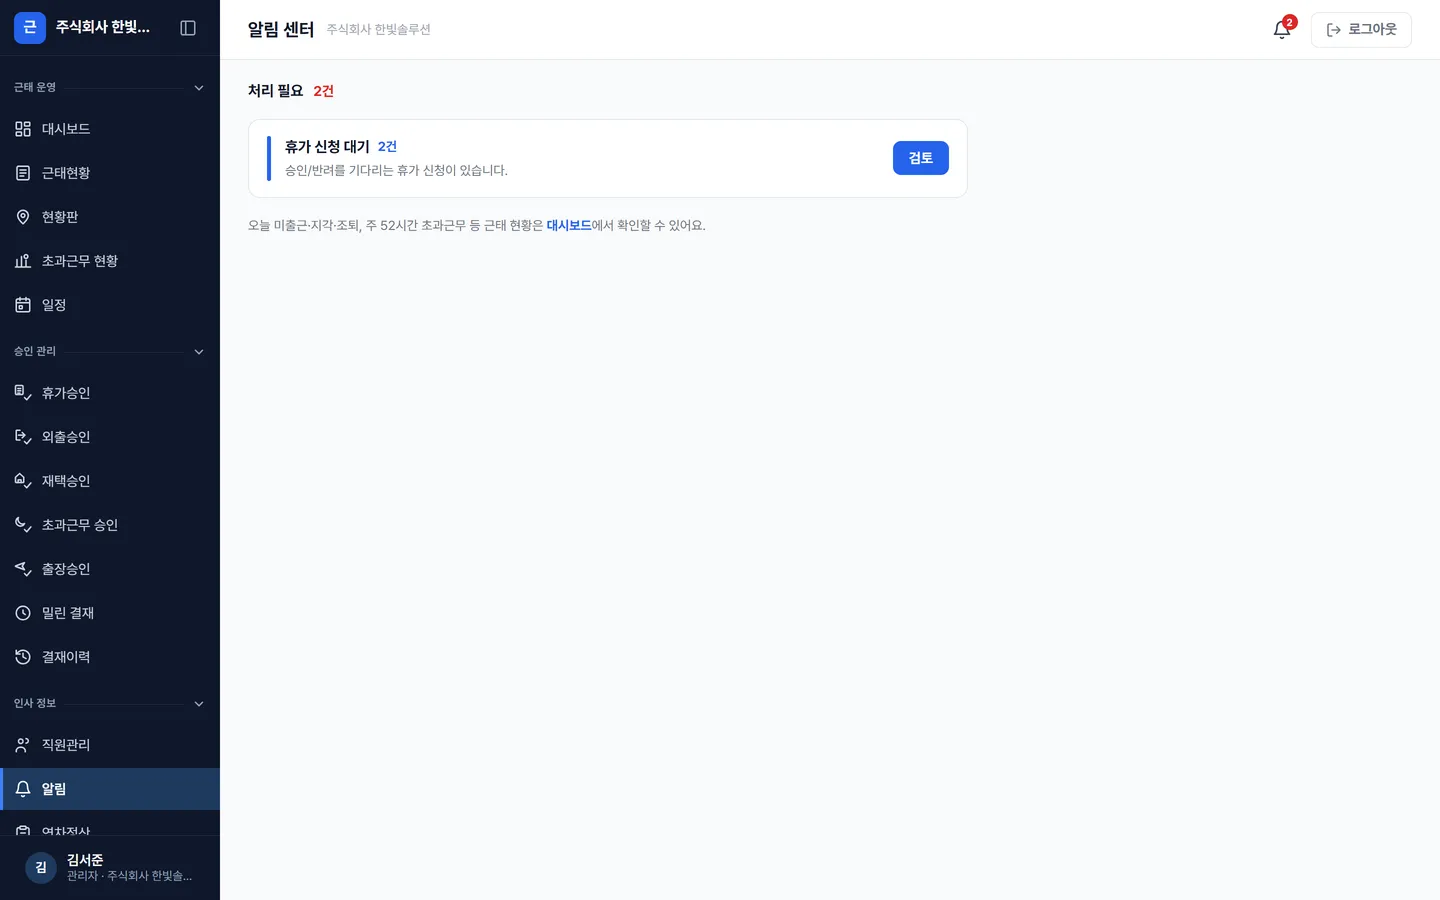 근 주식회사 한빛...
근태 운영
대시보드
근태현황
현황판
초과근무 현황
일정
승인 관리
휴가승인
외출승인
재택승인
초과근무 승인
출장승인
밀린 결재
결재이력
인사 정보
직원관리
알림
연차정산
김 김서준
관리자 · 주식회사 한빛솔...
알림 센터 주식회사 한빛솔루션
2
로그아웃
처리 필요 2건
휴가 신청 대기 2건
승인/반려를 기다리는 휴가 신청이 있습니다.
검토
오늘 미출근·지각·조퇴, 주 52시간 초과근무 등 근태 현황은 대시보드에서 확인할 수 있어요.